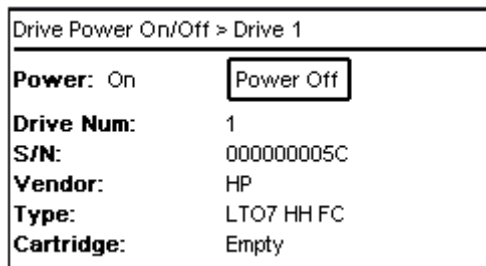 Drive Power On/Off > Drive 1
Power: On Power Off
Drive Num: 1
S/N: 000000005C
Vendor: HP
Type: LTO7 HH FC
Cartridge: Empty